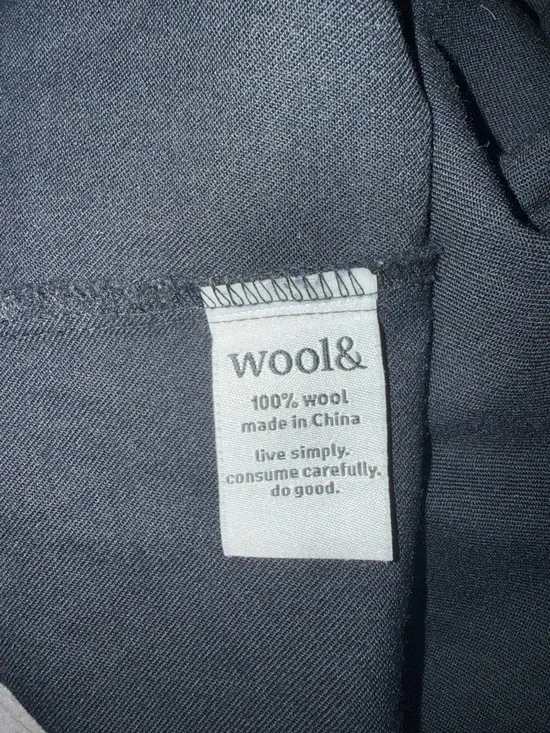 wool&
100% wool
made in China
live simply.
consume carefully.
do good.